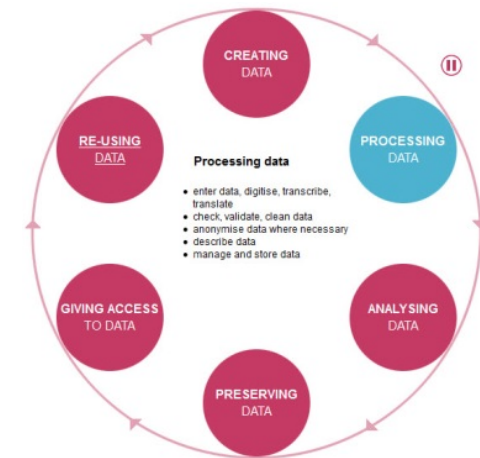 CREATING
DATA
PROCESSING
DATA
RE-USING
DATA
Processing data
• enter data, digitise, transcribe,
translate
• check, validate, clean data
• anonymise data where necessary
• describe data
• manage and store data
GIVING ACCESS
TO DATA
ANALYSING
DATA
PRESERVING
DATA